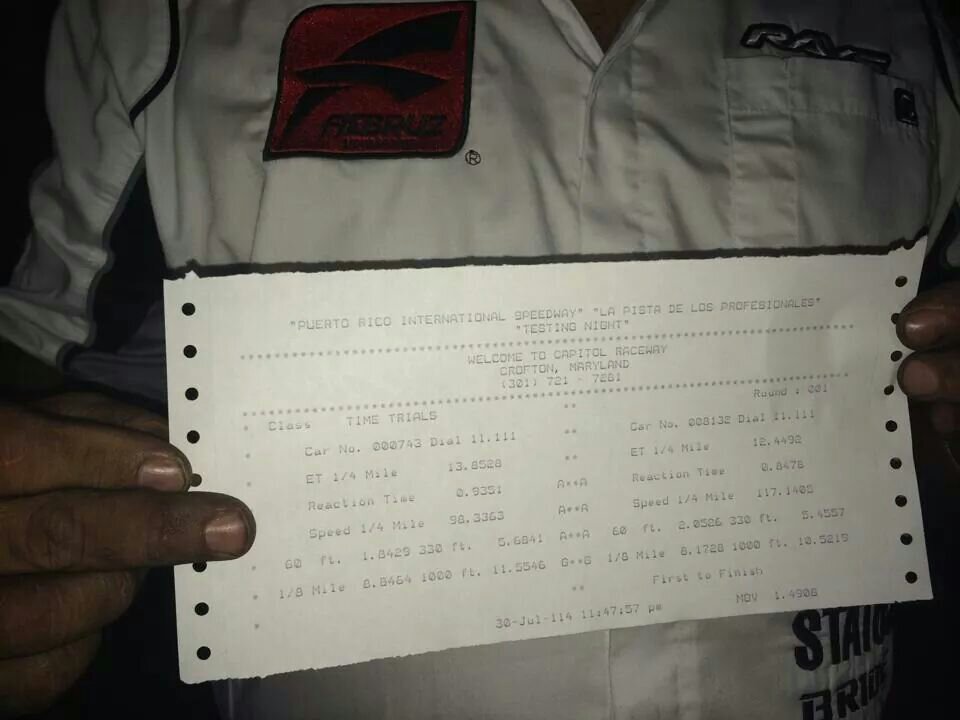 RAC
FEBRUZ
®
"PUERTO RICO INTERNATIONAL SPEEDWAY" "LA PISTA DE LOS PROFESIONALES"
"TESTING NIGHT"
WELCOME TO CAPITOL RACEWAY
CROFTON, MARYLAND
(301) 721 - 7281
Round : 001
* Class TIME TRIALS **
* Car No. 000743 Dial 11.111 ** Car No. 008132 Dial 11.111
* ET 1/4 Mile 13.8528 ** ET 1/4 Mile 12.4492
Reaction Time 0.9351 A**A Reaction Time 0.8478
Speed 1/4 Mile 98.3363 A**A Speed 1/4 Mile 117.1405
* 60 ft. 1.8429 330 ft. 5.6841 A**A 60 ft. 2.0526 330 ft. 5.4557
* 1/8 Mile 8.8464 1000 ft. 11.5546 G**G 1/8 Mile 8.1728 1000 ft. 10.5215
** First to Finish
* 30-Jul-114 11:47:57 pm MOV 1.4906
BRIDE